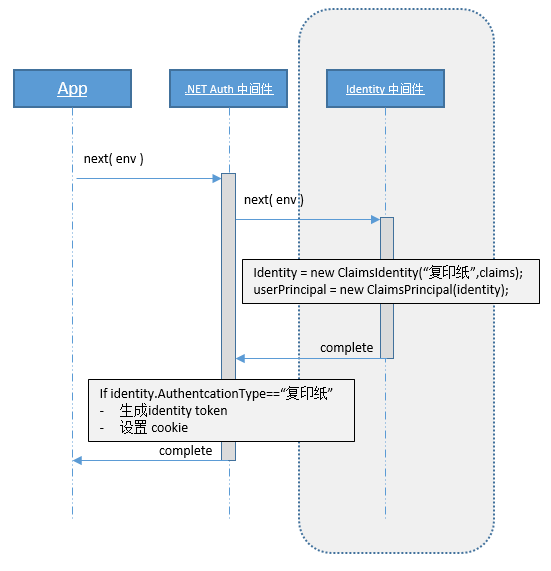 App
.NET Auth 中间件
Identity 中间件
next( env )
next( env )
Identity = new ClaimsIdentity(“复印纸”,claims);
userPrincipal = new ClaimsPrincipal(identity);
complete
If identity.AuthentcationType==“复印纸”
- 生成identity token
- 设置 cookie
complete